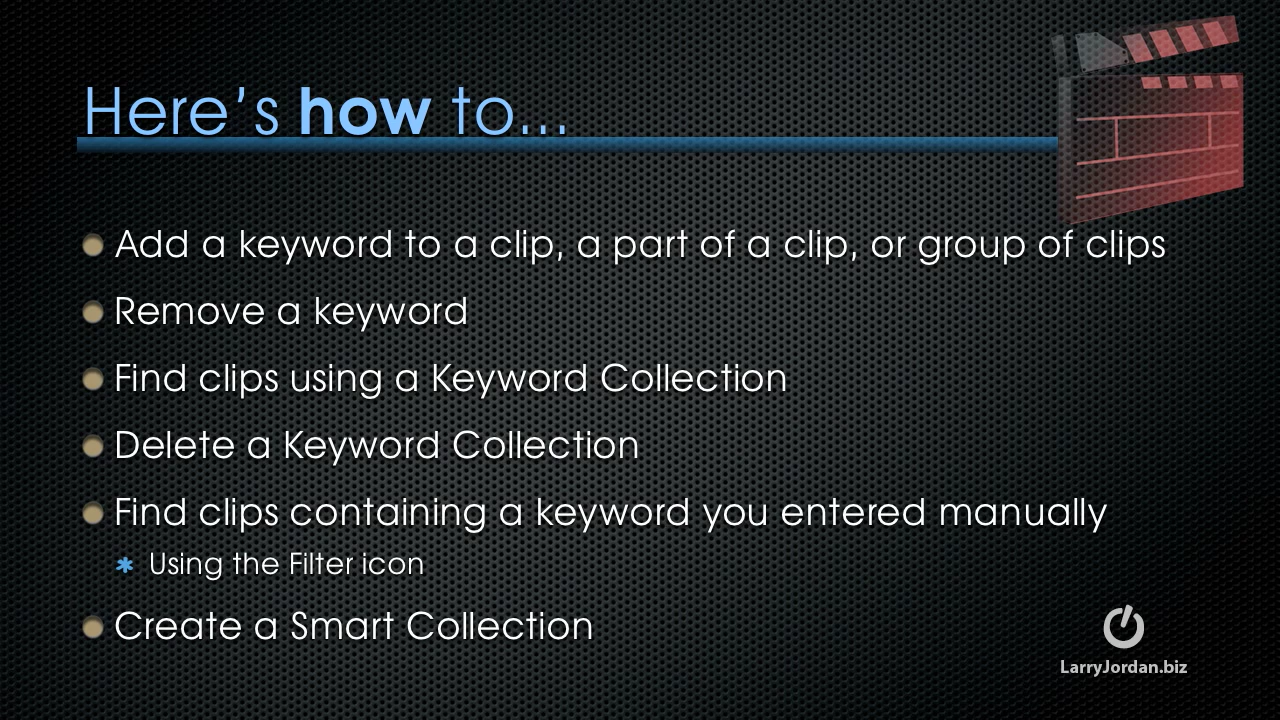 Here’s how to...
Add a keyword to a clip, a part of a clip, or group of clips
Remove a keyword
Find clips using a Keyword Collection
Delete a Keyword Collection
Find clips containing a keyword you entered manually
Using the Filter icon
Create a Smart Collection
LarryJordan.biz